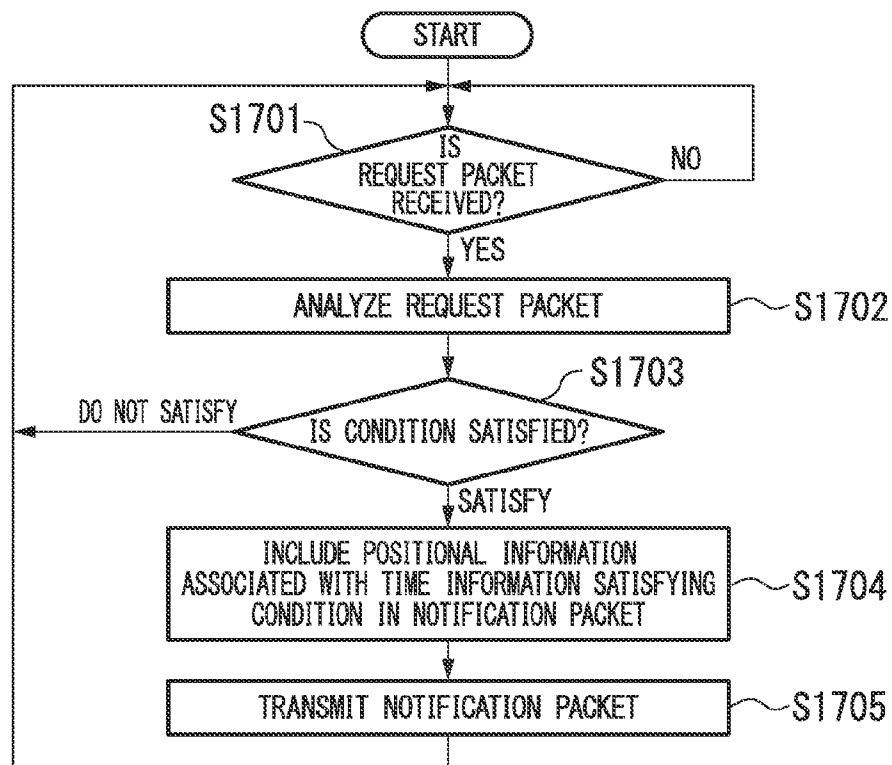 START
S1701
IS
REQUEST PACKET
RECEIVED?
NO
YES
ANALYZE REQUEST PACKET
S1702
S1703
DO NOT SATISFY
IS CONDITION SATISFIED?
SATISFY
INCLUDE POSITIONAL INFORMATION
ASSOCIATED WITH TIME INFORMATION SATISFYING
CONDITION IN NOTIFICATION PACKET
S1704
TRANSMIT NOTIFICATION PACKET
S1705